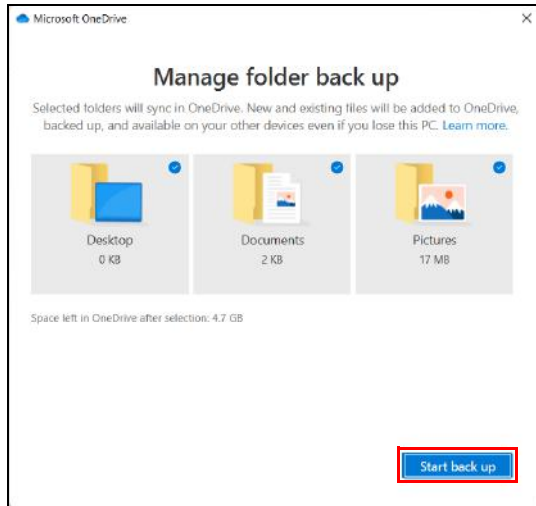 Microsoft OneDrive
Manage folder back up
Selected folders will sync in OneDrive. New and existing files will be added to OneDrive,
backed up, and available on your other devices even if you lose this PC. Learn more.
Desktop
0 KB
Documents
2 KB
Pictures
17 MB
Space left in OneDrive after selection: 4.7 GB
Start back up